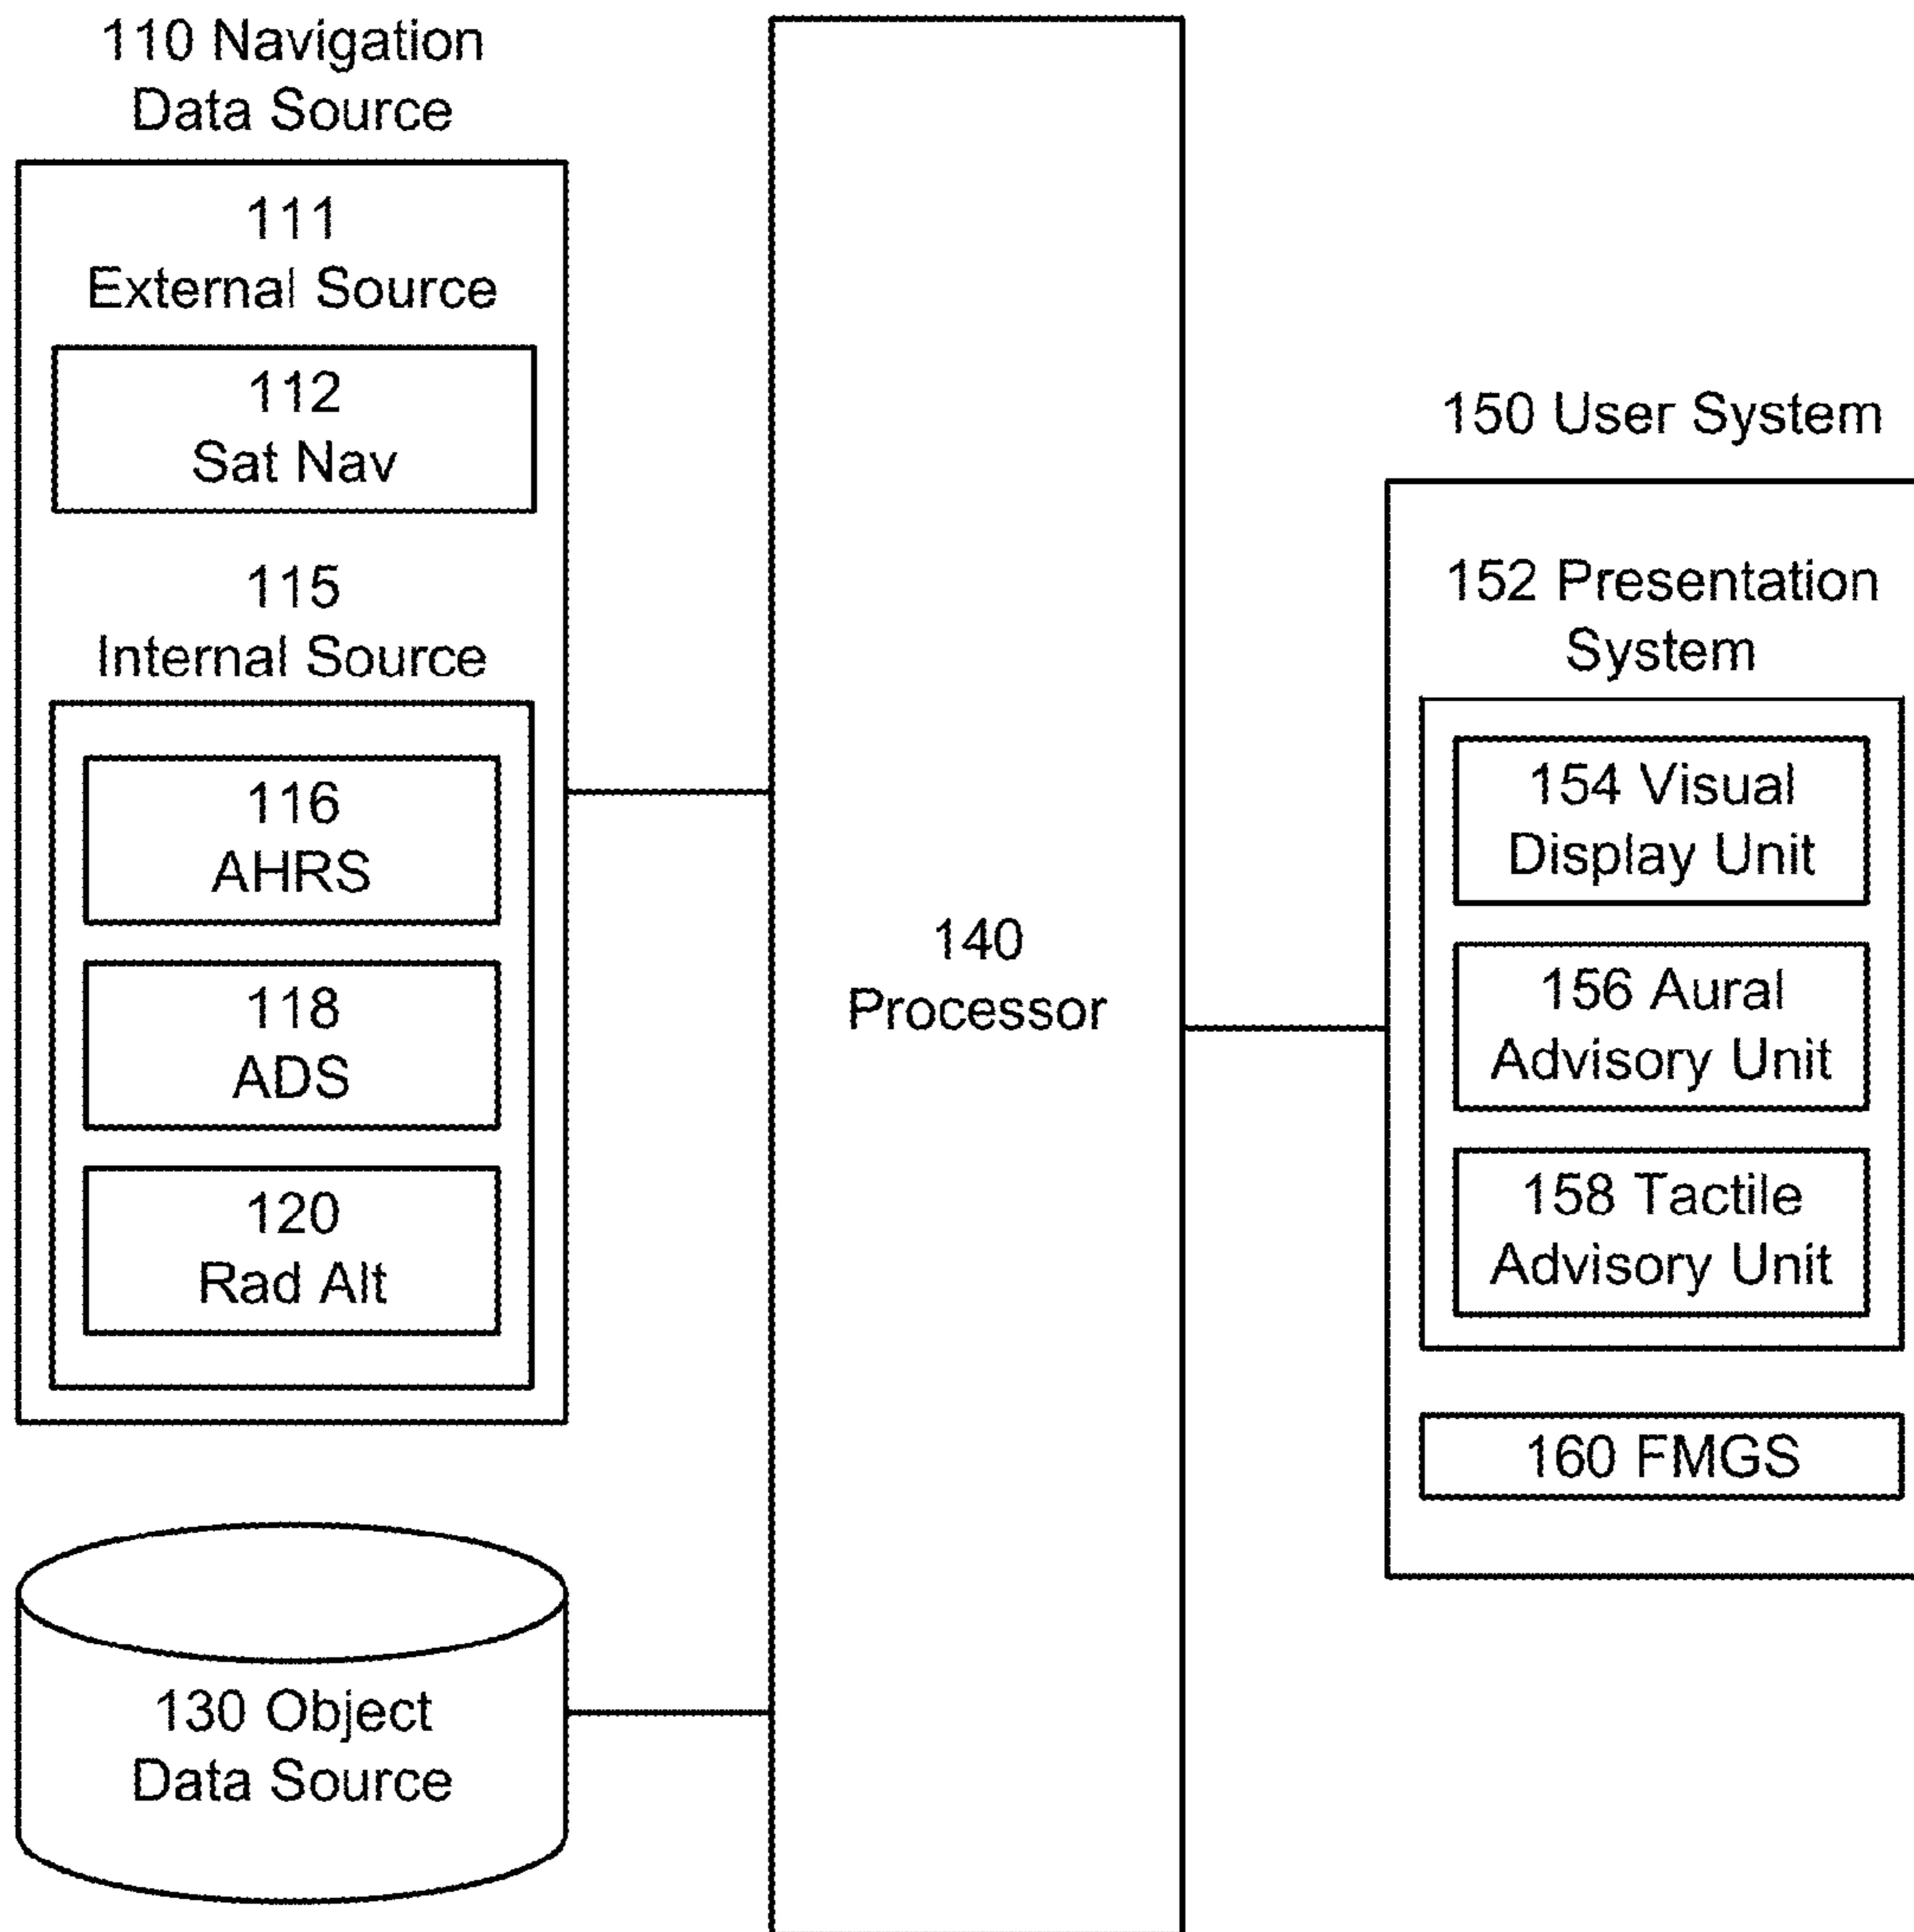 110 Navigation
Data Source
111
External Source
112
Sat Nav
115
Internal Source
116
AHRS
118
ADS
120
Rad Alt
130 Object
Data Source
140
Processor
150 User System
152 Presentation
System
154 Visual
Display Unit
156 Aural
Advisory Unit
158 Tactile
Advisory Unit
160 FMGS